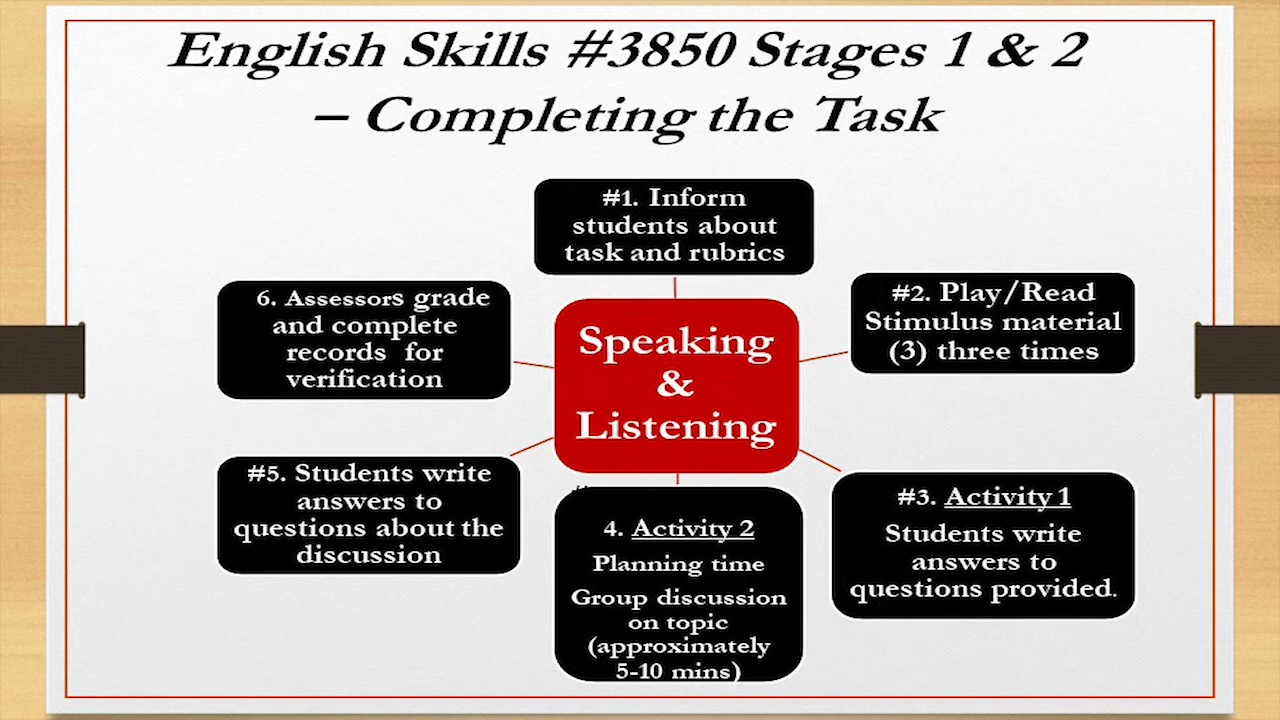 English Skills #3850 Stages 1 & 2
– Completing the Task
#1. Inform
students about
task and rubrics
#2. Play/Read
Stimulus material
(3) three times
#3. Activity 1
Students write
answers to
questions provided.
4. Activity 2
Planning time
Group discussion
on topic
(approximately
5-10 mins)
#5. Students write
answers to
questions about the
discussion
6. Assessors grade
and complete
records for
verification
Speaking
&
Listening